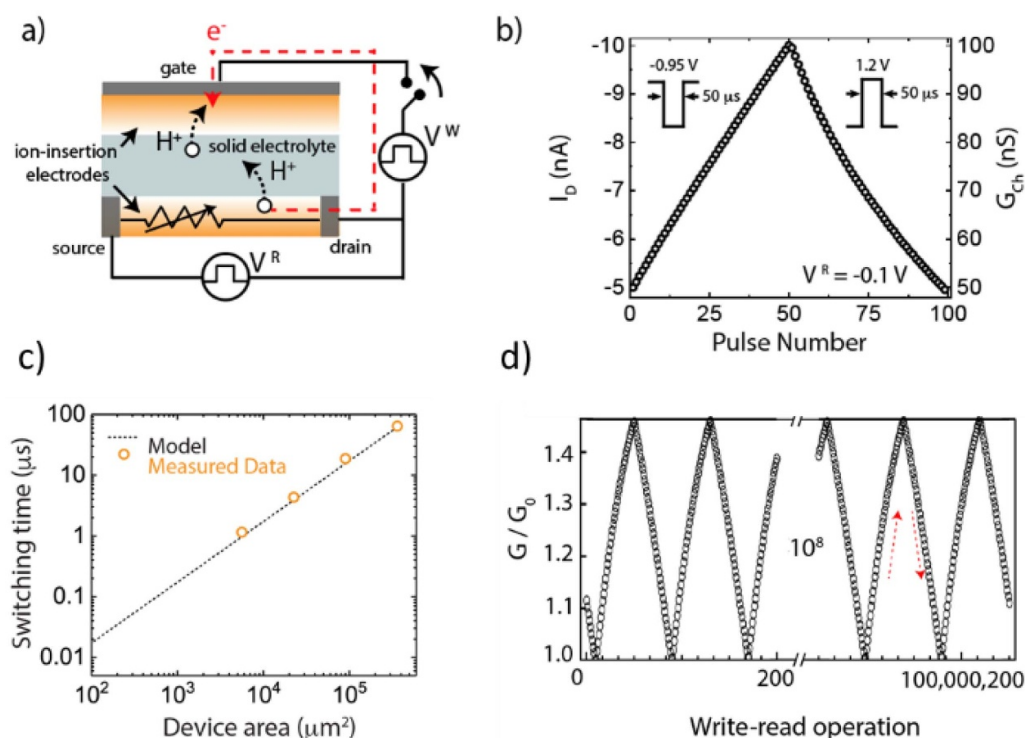 a)
e-
gate
H+
solid electrolyte
H+
ion-insertion
electrodes
V W
source
drain
V R
b)
-10
-9
-8
-7
-6
-5
I_D (nA)
-0.95 V
50 μs
1.2 V
50 μs
V R = -0.1 V
100
90
80
70
60
50
G_Ch (nS)
0
25
50
75
100
Pulse Number
c)
100
10
1
0.1
0.01
Switching time (μs)
Model
Measured Data
10²
10³
10⁴
10⁵
Device area (μm²)
d)
1.4
1.3
1.2
1.1
1.0
G / G₀
10⁸
0
200
100,000,200
Write-read operation